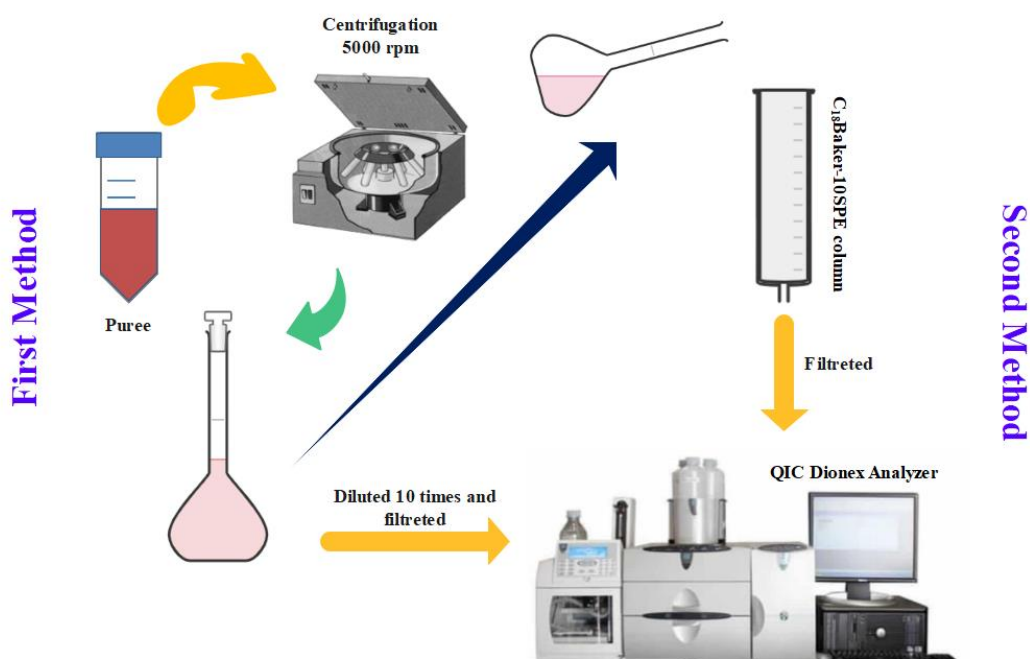 First Method
Centrifugation
5000 rpm
Puree
Diluted 10 times and
filtreted
C₁₈Baker-10SPE column
Filtreted
QIC Dionex Analyzer
Second Method